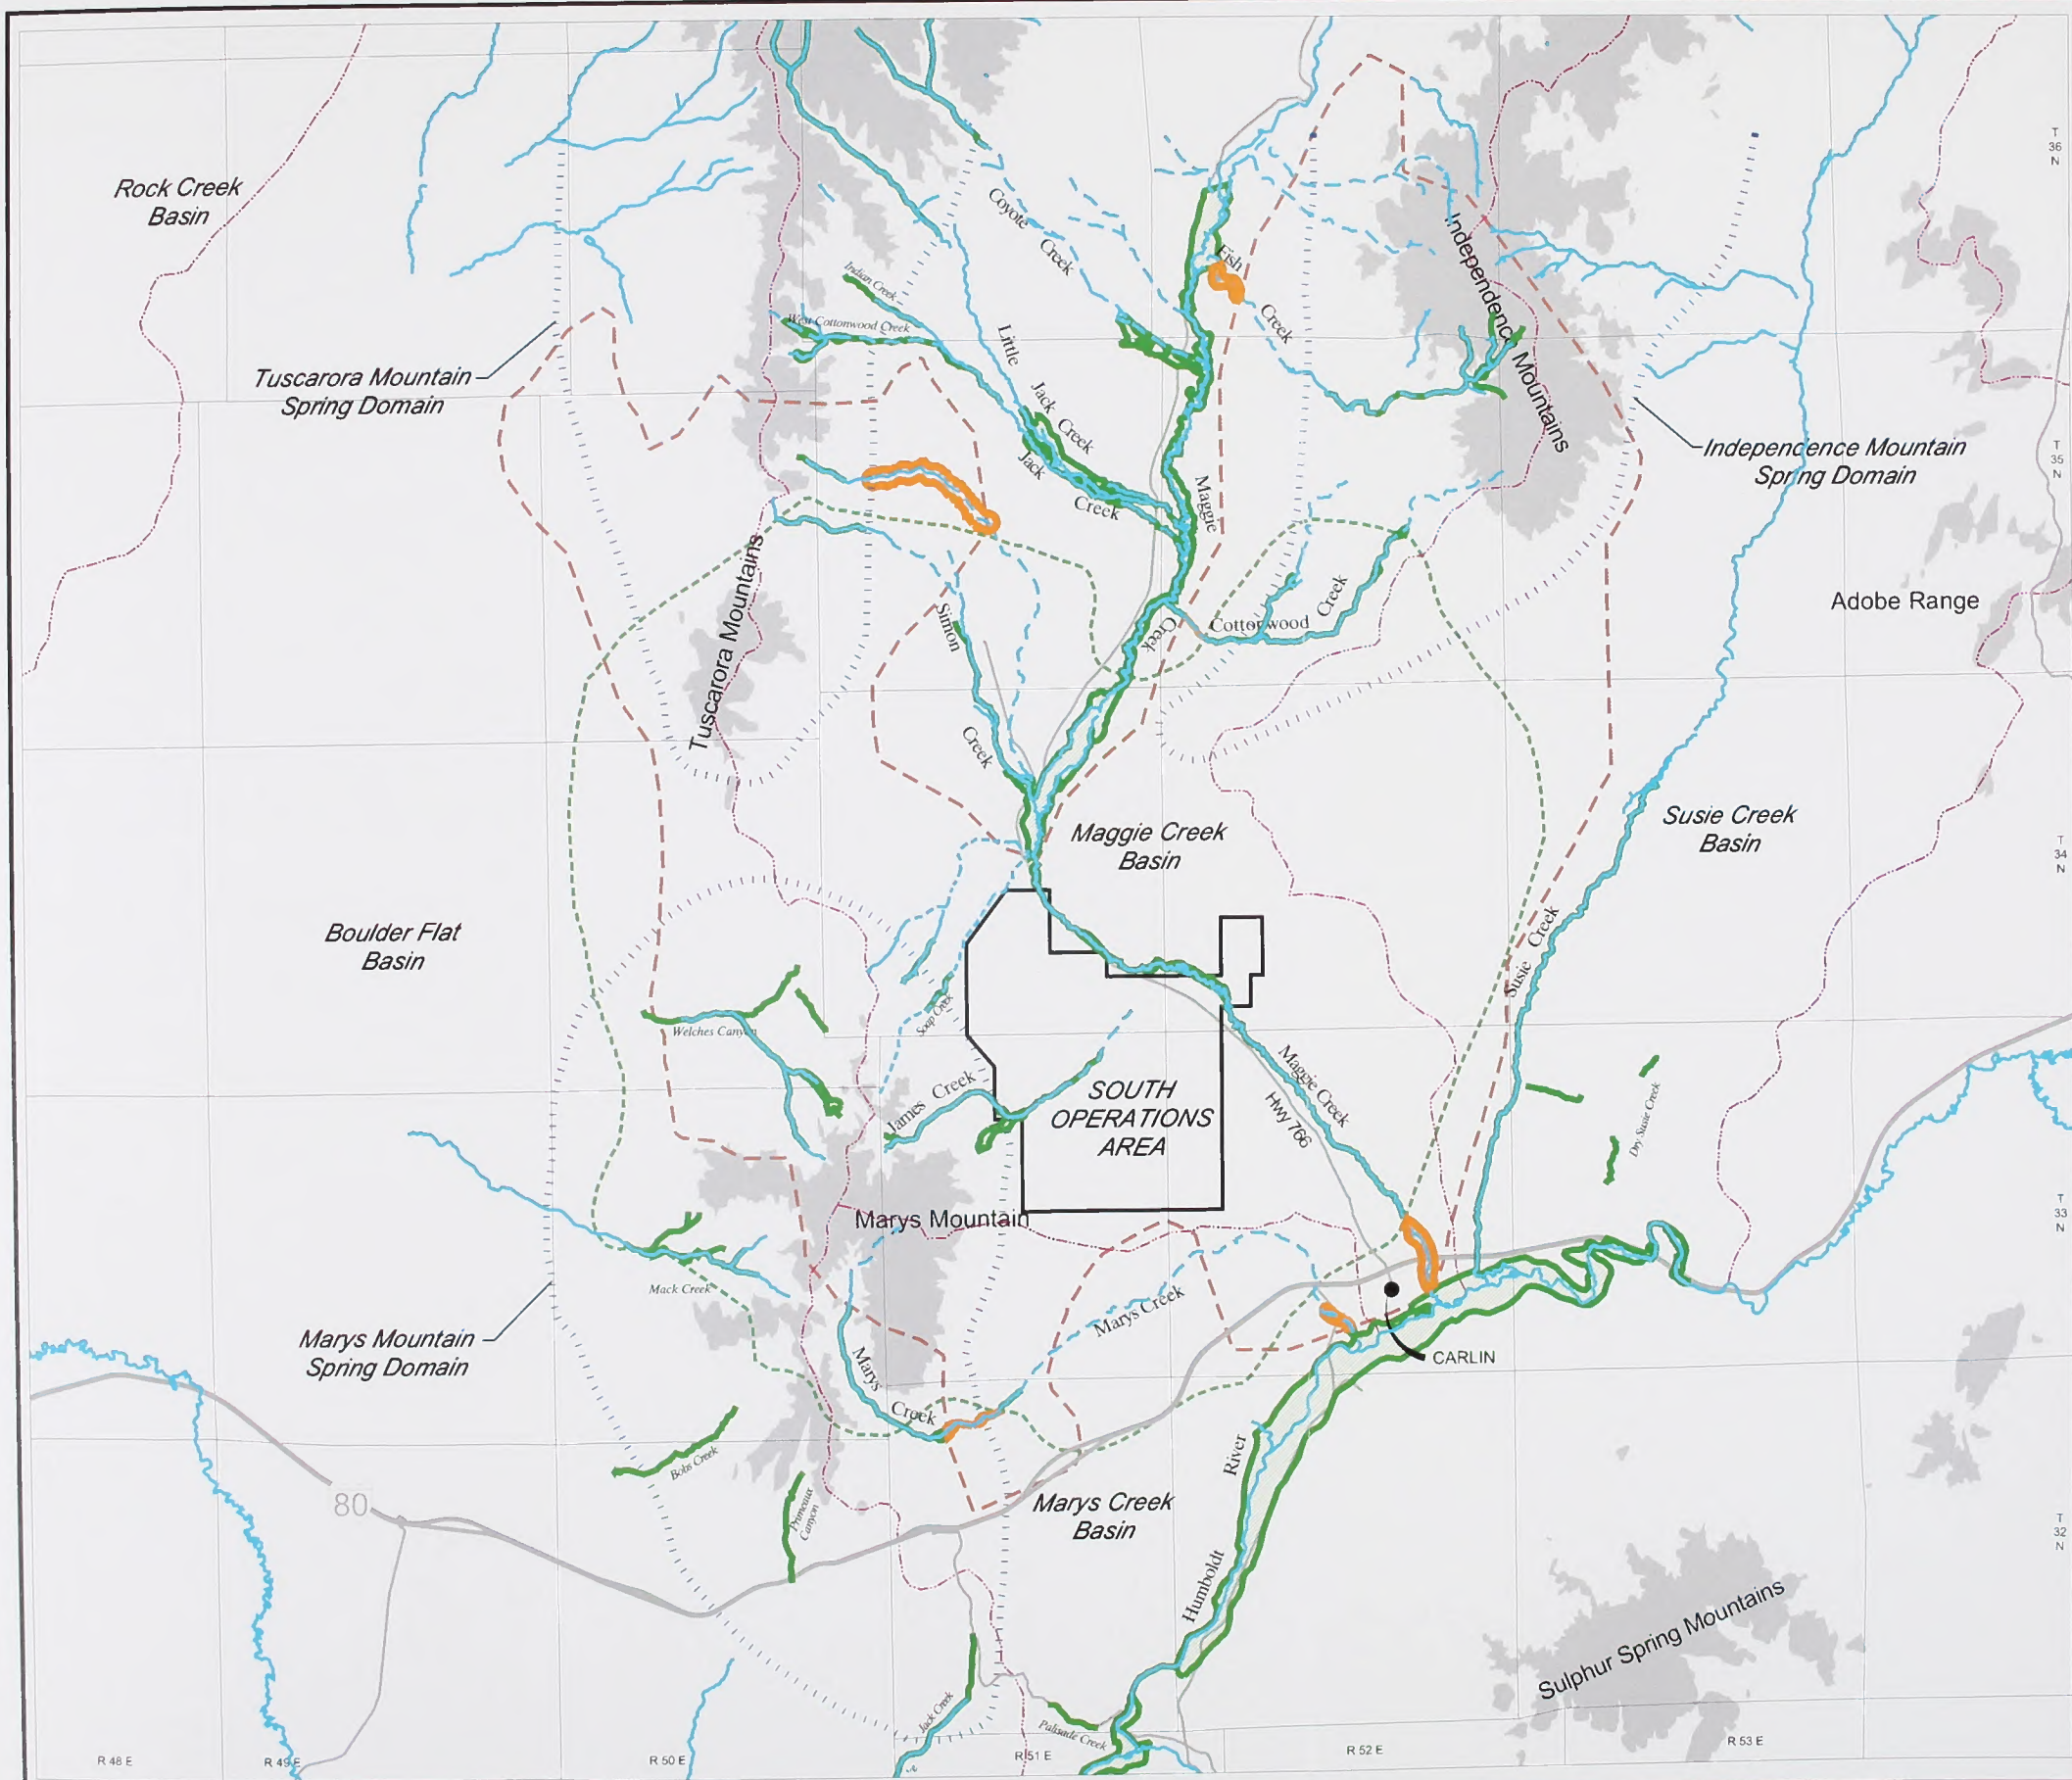 T
36
N
Rock Creek
Basin
Coyote
Creek
Fish
Creek
Independence Mountains
Indian Creek
West Cottonwood Creek
Little
Jack Creek
Tuscarora Mountain
Spring Domain
Independence Mountain
Spring Domain
T
35
N
Jack
Creek
Maggie
Creek
Tuscarora Mountains
Simon
Creek
Cottonwood
Creek
Adobe Range
Maggie Creek
Basin
Susie Creek
Basin
T
34
N
Boulder Flat
Basin
Susie Creek
Soap Creek
Welches Canyon
James Creek
SOUTH
OPERATIONS
AREA
Maggie Creek
Hwy 766
Dry Susie Creek
T
33
N
Marys Mountain
Mack Creek
Marys Creek
Marys Mountain
Spring Domain
CARLIN
Marys
Creek
River
Humboldt
Bobs Creek
80
Primeaux
Canyon
Marys Creek
Basin
T
32
N
Sulphur Spring Mountains
Jack Creek
Palisade Creek
R 48 E
R 49 E
R 50 E
R 51 E
R 52 E
R 53 E